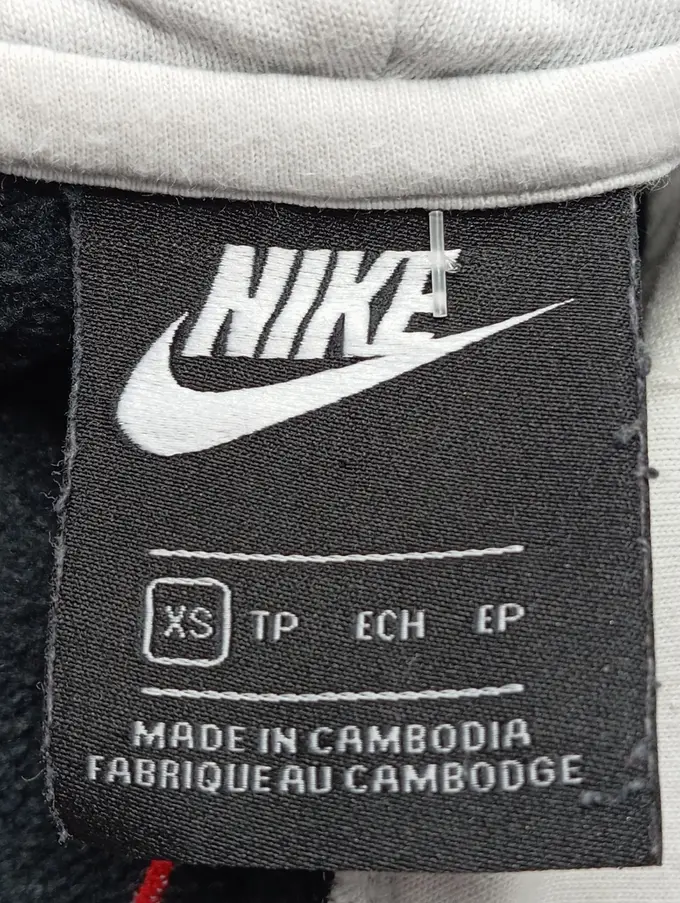 NIKE
XS TP ECH EP
MADE IN CAMBODIA
FABRIQUE AU CAMBODGE